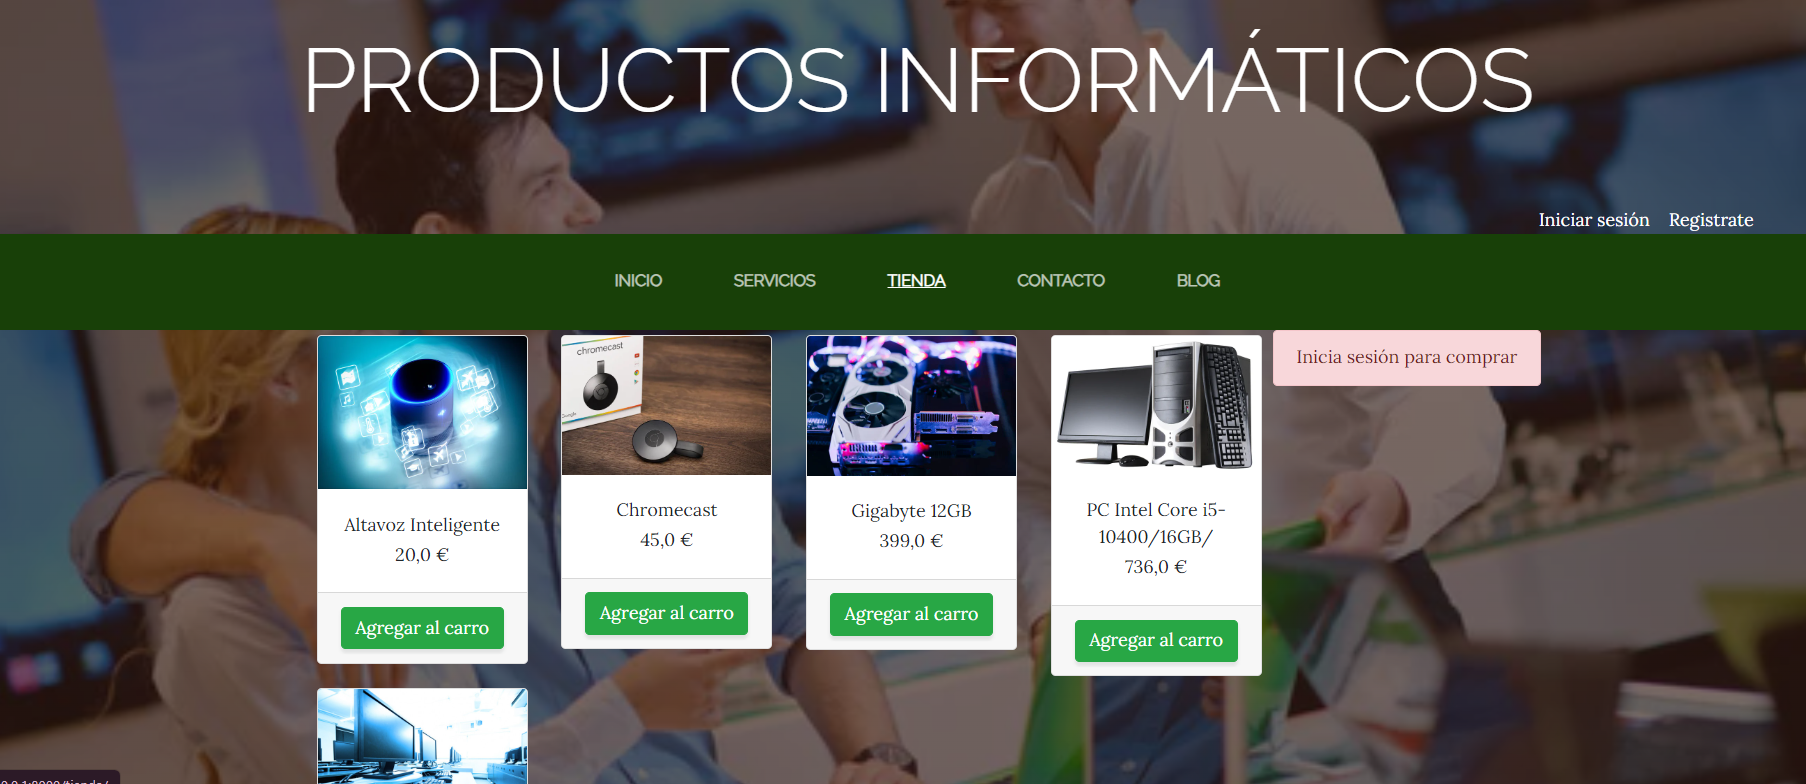 PRODUCTOS INFORMÁTICOS
Iniciar sesión Registrate
INICIO SERVICIOS TIENDA CONTACTO BLOG
Inicia sesión para comprar
chromecast
Google
Altavoz Inteligente
20,0 €
Agregar al carro
Chromecast
45,0 €
Agregar al carro
Gigabyte 12GB
399,0 €
Agregar al carro
PC Intel Core i5-
10400/16GB/
736,0 €
Agregar al carro